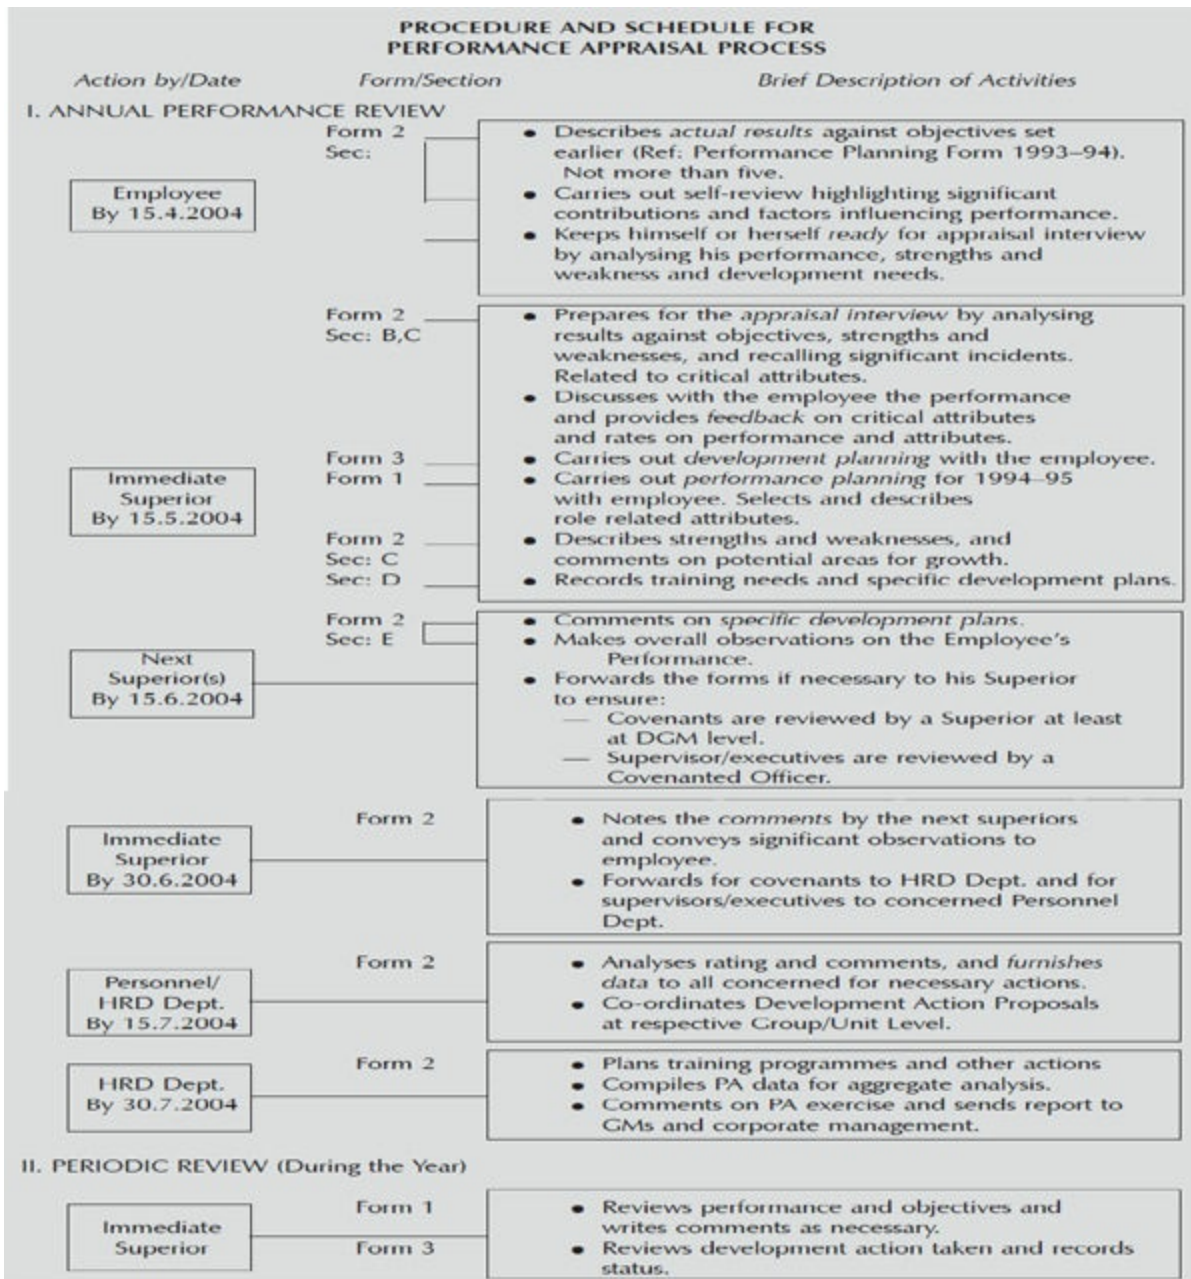 PROCEDURE AND SCHEDULE FOR
PERFORMANCE APPRAISAL PROCESS
Action by/Date Form/Section Brief Description of Activities
I. ANNUAL PERFORMANCE REVIEW
Form 2
Sec:
Employee
By 15.4.2004
• Describes actual results against objectives set
earlier (Ref: Performance Planning Form 1993–94).
Not more than five.
• Carries out self-review highlighting significant
contributions and factors influencing performance.
• Keeps himself or herself ready for appraisal interview
by analysing his performance, strengths and
weakness and development needs.
Immediate
Superior
By 15.5.2004
Form 2
Sec: B,C
• Prepares for the appraisal interview by analysing
results against objectives, strengths and
weaknesses, and recalling significant incidents.
Related to critical attributes.
• Discusses with the employee the performance
and provides feedback on critical attributes
and rates on performance and attributes.
Form 3
• Carries out development planning with the employee.
Form 1
• Carries out performance planning for 1994–95
with employee. Selects and describes
role related attributes.
Form 2
Sec: C
• Describes strengths and weaknesses, and
comments on potential areas for growth.
Sec: D
• Records training needs and specific development plans.
Next
Superior(s)
By 15.6.2004
Form 2
Sec: E
• Comments on specific development plans.
• Makes overall observations on the Employee's
Performance.
• Forwards the forms if necessary to his Superior
to ensure:
— Covenants are reviewed by a Superior at least
at DGM level.
— Supervisor/executives are reviewed by a
Covenanted Officer.
Immediate
Superior
By 30.6.2004
Form 2
• Notes the comments by the next superiors
and conveys significant observations to
employee.
• Forwards for covenants to HRD Dept. and for
supervisors/executives to concerned Personnel
Dept.
Personnel/
HRD Dept.
By 15.7.2004
Form 2
• Analyses rating and comments, and furnishes
data to all concerned for necessary actions.
• Co-ordinates Development Action Proposals
at respective Group/Unit Level.
HRD Dept.
By 30.7.2004
Form 2
• Plans training programmes and other actions
• Compiles PA data for aggregate analysis.
• Comments on PA exercise and sends report to
GMs and corporate management.
II. PERIODIC REVIEW (During the Year)
Immediate
Superior
Form 1
• Reviews performance and objectives and
writes comments as necessary.
Form 3
• Reviews development action taken and records
status.